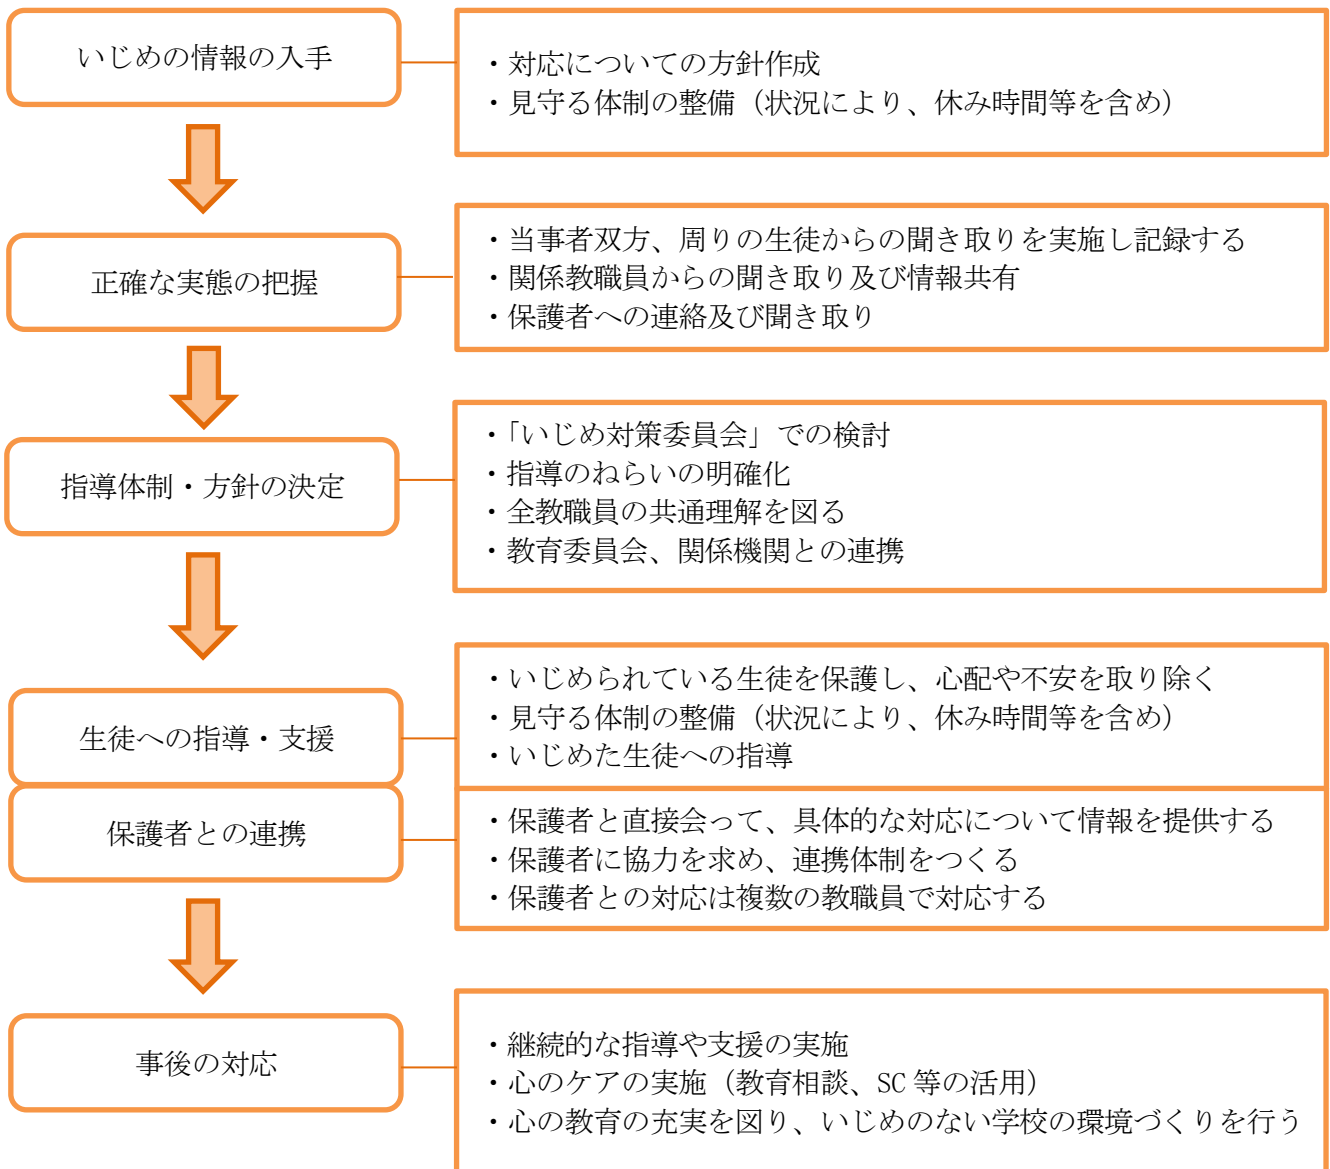 いじめの情報の入手
・対応についての方針作成
・見守る体制の整備（状況により、休み時間等を含め）
正確な実態の把握
・当事者双方、周りの生徒からの聞き取りを実施し記録する
・関係教職員からの聞き取り及び情報共有
・保護者への連絡及び聞き取り
指導体制・方針の決定
・「いじめ対策委員会」での検討
・指導のねらいの明確化
・全教職員の共通理解を図る
・教育委員会、関係機関との連携
生徒への指導・支援
・いじめられている生徒を保護し、心配や不安を取り除く
・見守る体制の整備（状況により、休み時間等を含め）
・いじめた生徒への指導
保護者との連携
・保護者と直接会って、具体的な対応について情報を提供する
・保護者に協力を求め、連携体制をつくる
・保護者との対応は複数の教職員で対応する
事後の対応
・継続的な指導や支援の実施
・心のケアの実施（教育相談、SC 等の活用）
・心の教育の充実を図り、いじめのない学校の環境づくりを行う